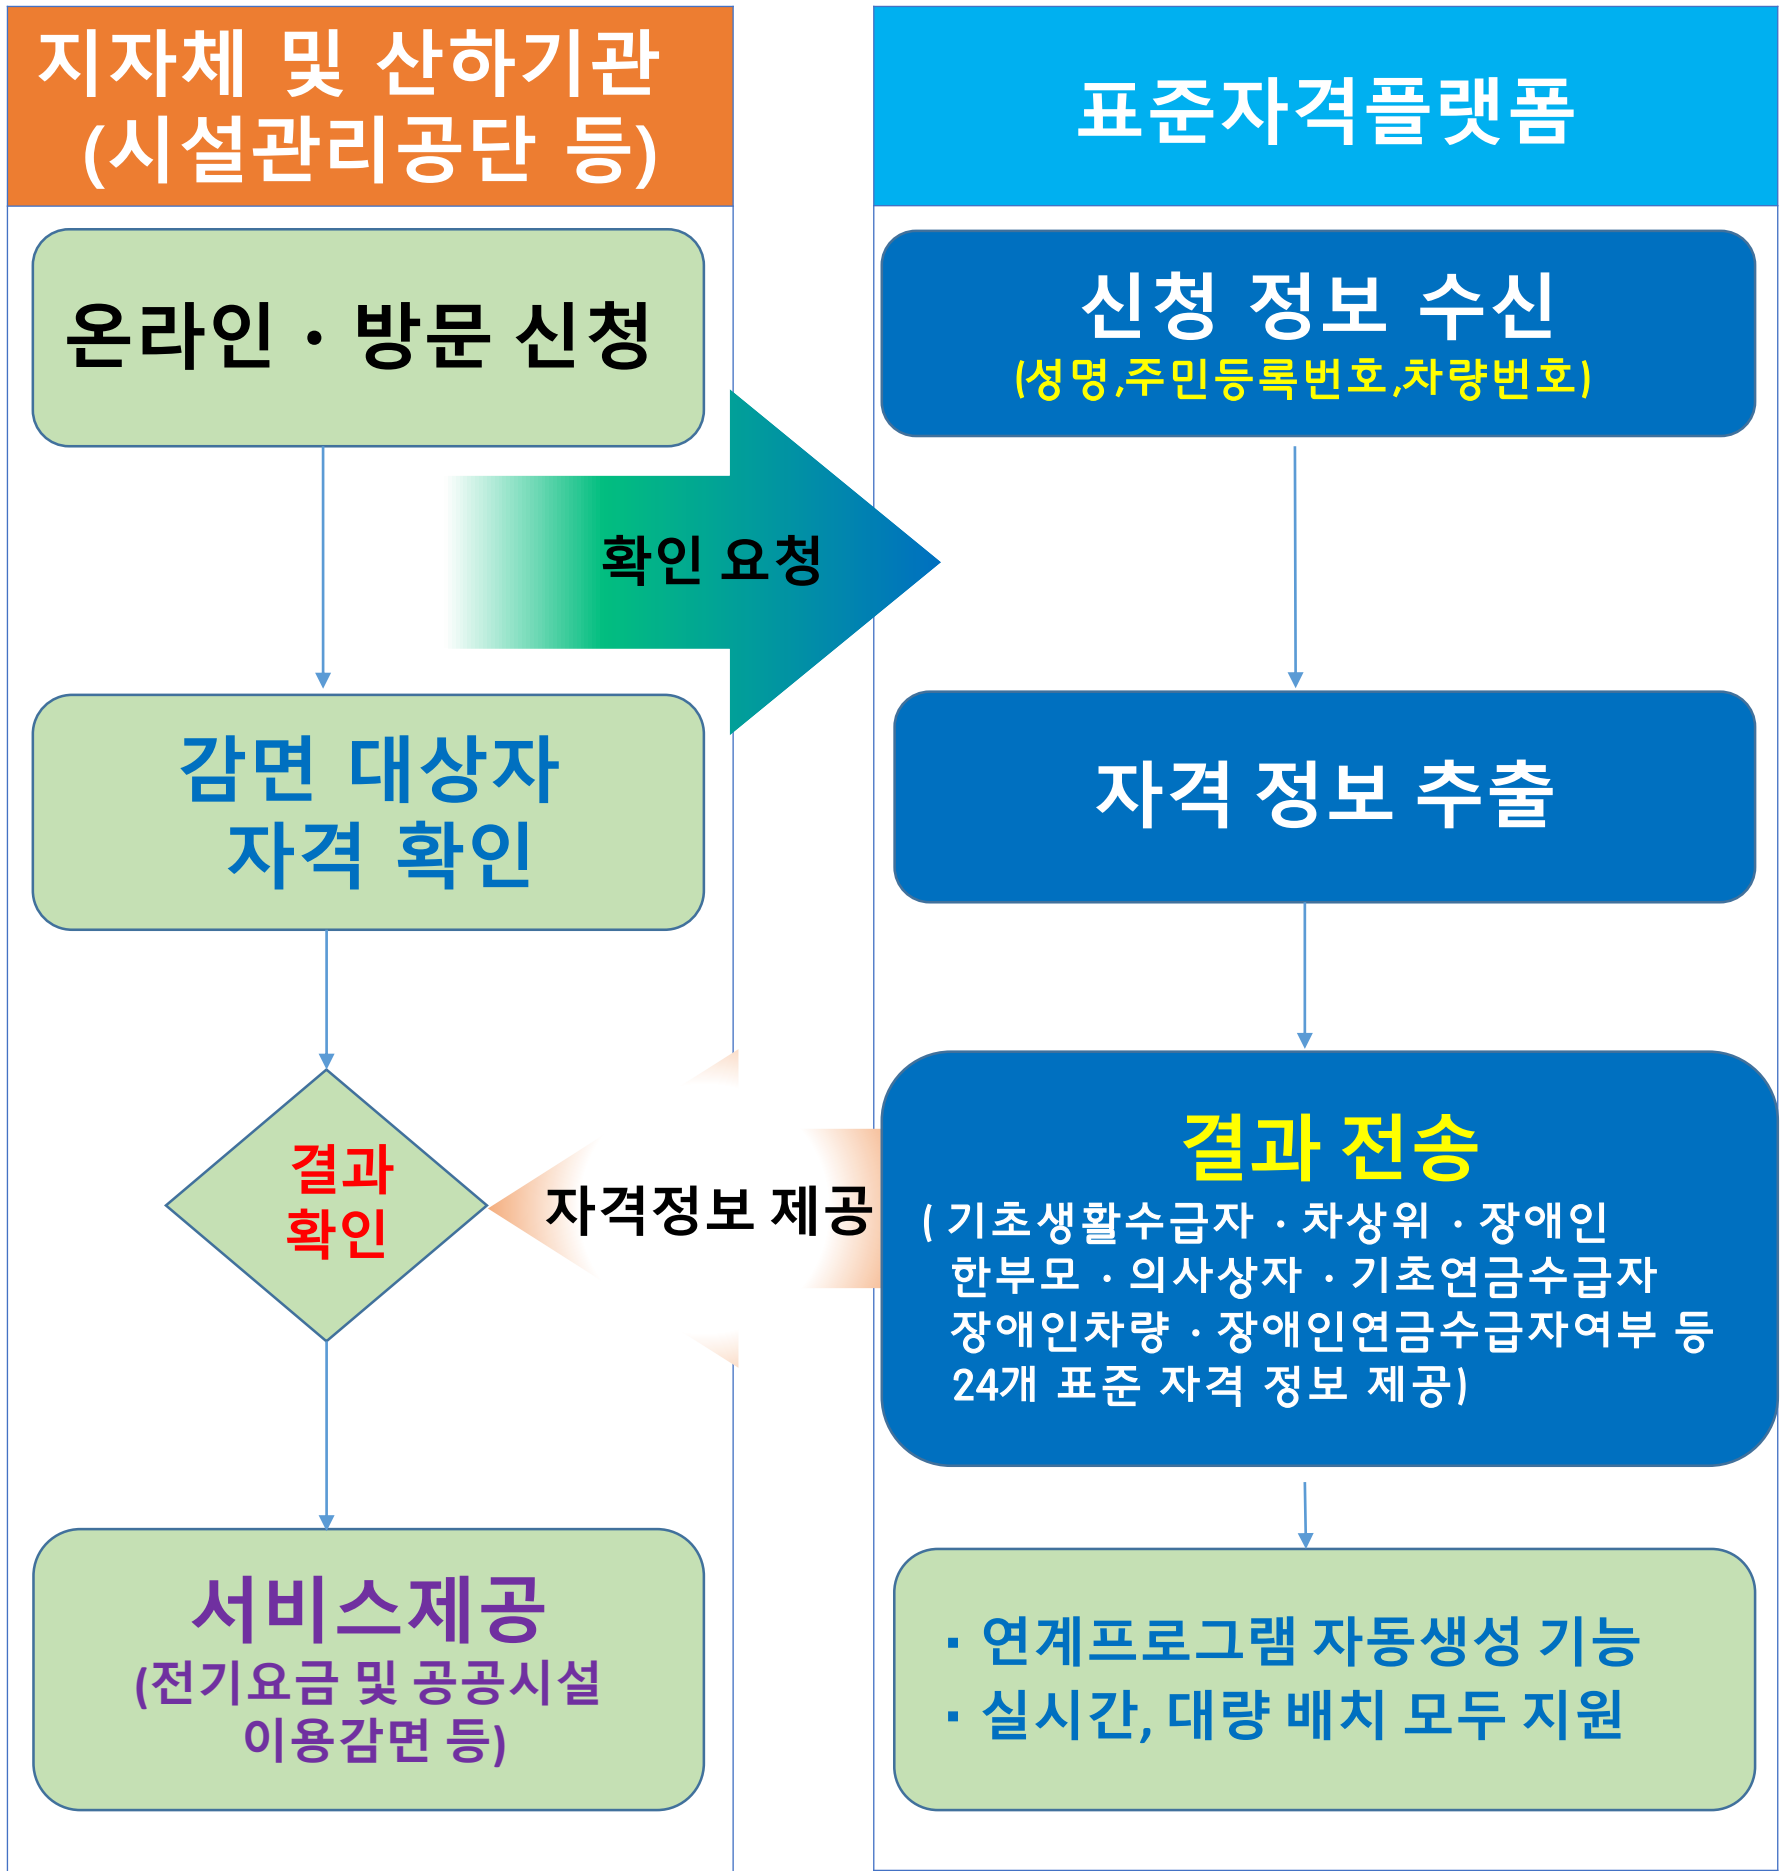 지자체 및 산하기관
(시설관리공단 등)
온라인 · 방문 신청
확인 요청
감면 대상자
자격 확인
결과
확인
자격정보 제공
서비스제공
(전기요금 및 공공시설
이용감면 등)
표준자격플랫폼
신청 정보 수신
(성명,주민등록번호,차량번호)
자격 정보 추출
결과 전송
( 기초생활수급자 · 차상위 · 장애인
한부모 · 의사상자 · 기초연금수급자
장애인차량 · 장애인연금수급자여부 등
24개 표준 자격 정보 제공)
▪ 연계프로그램 자동생성 기능
▪ 실시간, 대량 배치 모두 지원